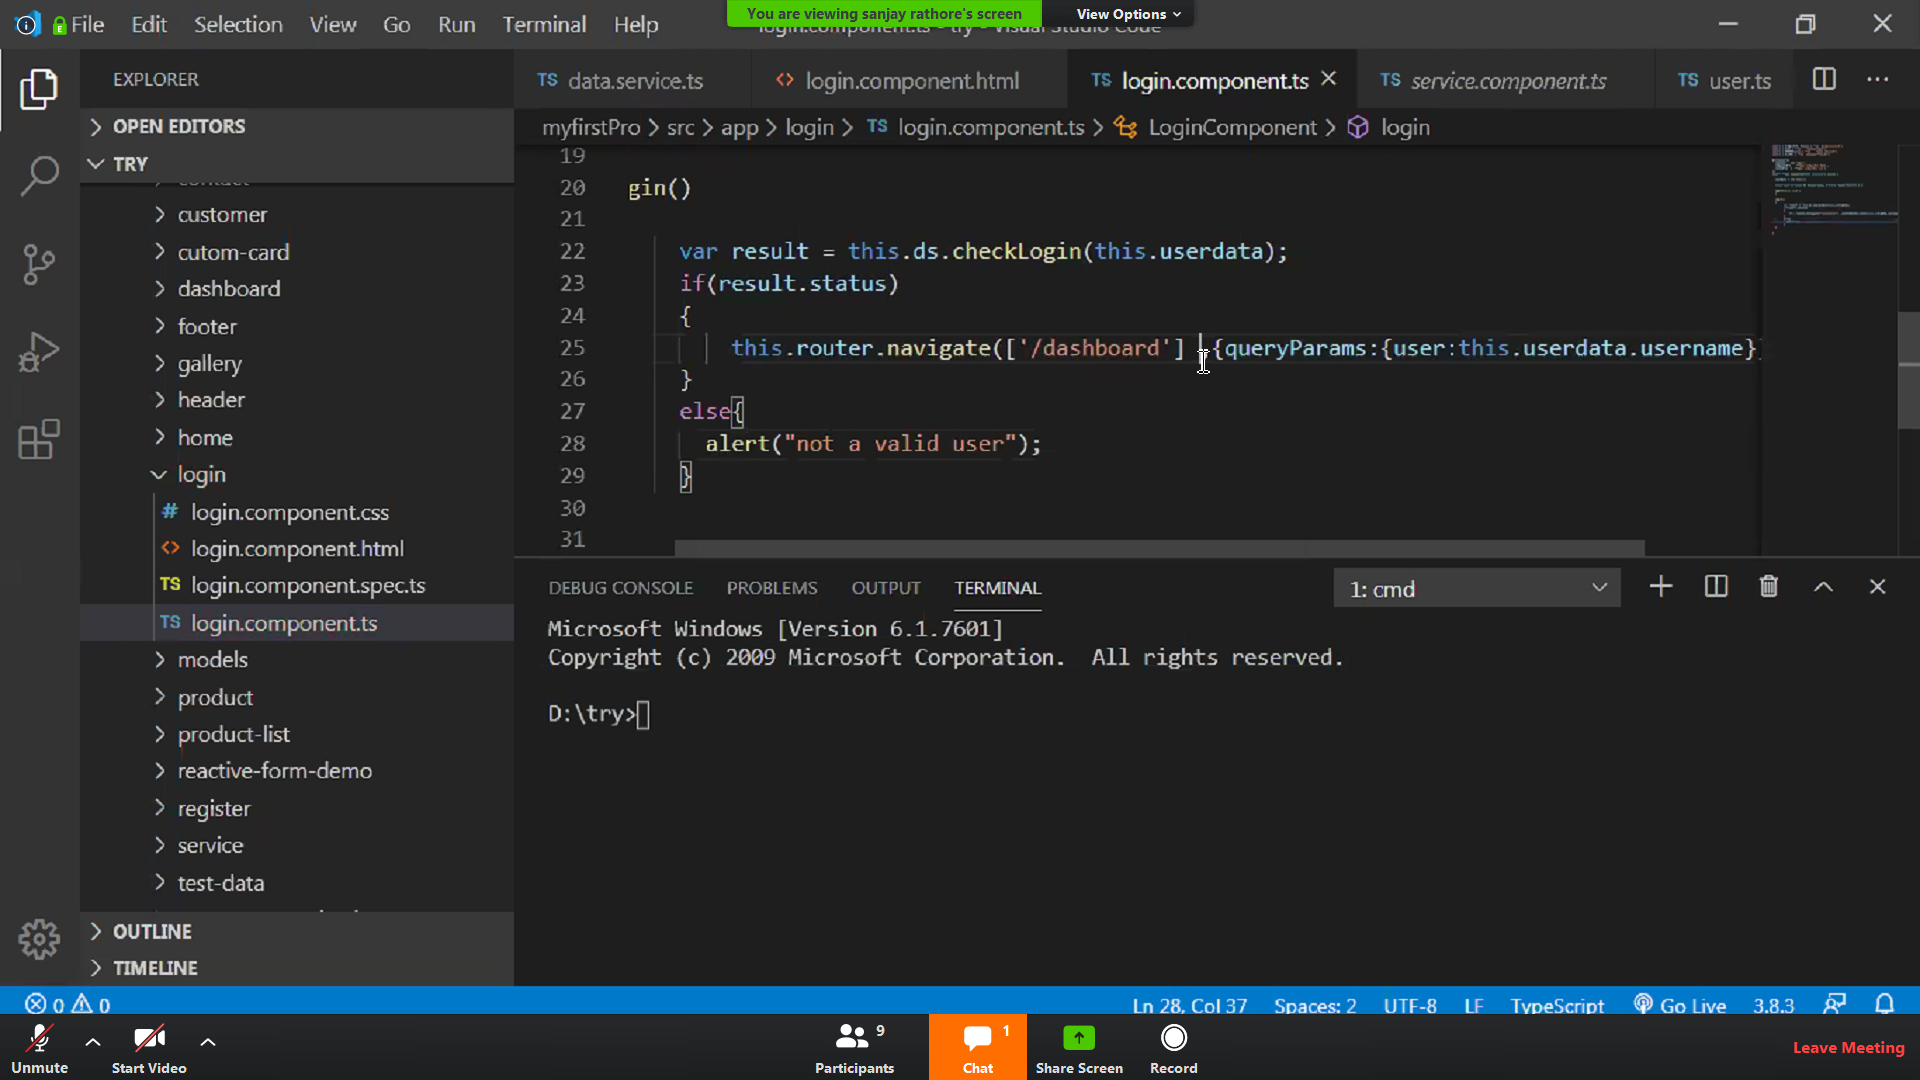 You are viewing sanjay rathore's screen
View Options
File Edit Selection View Go Run Terminal Help
login.component.ts - try - Visual Studio Code
EXPLORER
OPEN EDITORS
TRY
contact
customer
cutom-card
dashboard
footer
gallery
header
home
login
# login.component.css
<> login.component.html
TS login.component.spec.ts
TS login.component.ts
models
product
product-list
reactive-form-demo
register
service
test-data
OUTLINE
TIMELINE
TS data.service.ts
<> login.component.html
TS login.component.ts
TS service.component.ts
TS user.ts
myfirstPro > src > app > login > TS login.component.ts > LoginComponent > login
19
20 gin()
21
22 var result = this.ds.checkLogin(this.userdata);
23 if(result.status)
24 {
25 this.router.navigate(['/dashboard'] ,{queryParams:{user:this.userdata.username}
26 }
27 else{
28 alert("not a valid user");
29 }
30
31
DEBUG CONSOLE PROBLEMS OUTPUT TERMINAL
1: cmd
Microsoft Windows [Version 6.1.7601]
Copyright (c) 2009 Microsoft Corporation. All rights reserved.
D:\try>
0 0
Ln 28, Col 37 Spaces: 2 UTF-8 LF TypeScript Go Live 3.8.3
Unmute
Start Video
Participants 9
Chat 1
Share Screen
Record
Leave Meeting